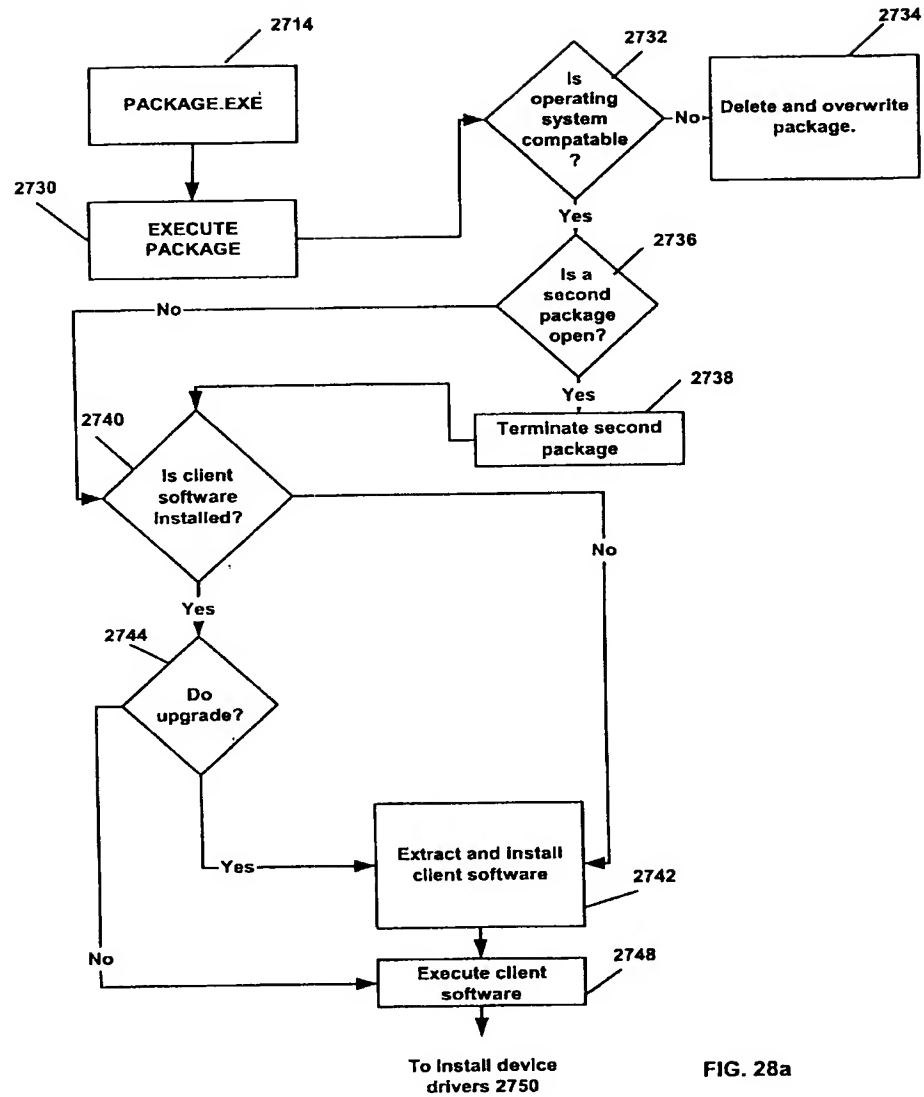 2714
PACKAGE.EXE
2730
EXECUTE
PACKAGE
2732
Is
operating
system
compatable
?
No
2734
Delete and overwrite
package.
Yes
2736
Is a
second
package
open?
No
Yes
2738
Terminate second
package
2740
Is client
software
installed?
No
Yes
2744
Do
upgrade?
Yes
Extract and install
client software
2742
No
2748
Execute client
software
To install device
drivers 2750
FIG. 28a